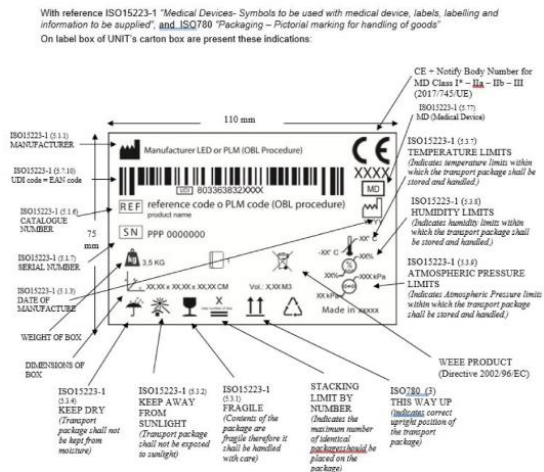 With reference ISO15223-1 "Medical Devices- Symbols to be used with medical device, labels, labelling and
information to be supplied", and ISO780 "Packaging – Pictorial marking for handling of goods"
On label box of UNIT's carton box are present these indications:
CE + Notify Body Number for
MD Class I* – IIa – IIb – III
(2017/745/UE)
ISO15223-1 (5.77)
MD (Medical Device)
110 mm
75
mm
ISO15223-1 (5.1.1)
MANUFACTURER
ISO15223-1 (5.7.10)
UDI code = EAN code
ISO15223-1 (5.1.6)
CATALOGUE
NUMBER
ISO15223-1 (5.1.7)
SERIAL NUMBER
ISO15223-1 (5.1.3)
DATE OF
MANUFACTURE
WEIGHT OF BOX
DIMENSIONS OF
BOX
Manufacturer LED or PLM (OBL Procedure)
CE
XXXX
UDI 803363832XXXX
MD
REF reference code o PLM code (OBL procedure)
product name
SN PPP 0000000
3,5 KG
XX,XX x XX,XX x XX,XX CM
Vol.: X,XX M3
Made in xxxxx
ISO15223-1 (5.3.7)
TEMPERATURE LIMITS
(Indicates temperature limits within
which the transport package shall be
stored and handled.)
ISO15223-1 (5.3.8)
HUMIDITY LIMITS
(Indicates humidity limits within
which the transport package shall
be stored and handled.)
ISO15223-1 (5.3.9)
ATMOSPHERIC PRESSURE
LIMITS
(Indicates Atmospheric Pressure limits
within which the transport package
shall be stored and handled.)
WEEE PRODUCT
(Directive 2002/96/EC)
ISO15223-1
(5.3.4)
KEEP DRY
(Transport
package shall not
be kept from
moisture)
ISO15223-1 (5.3.2)
KEEP AWAY
FROM
SUNLIGHT
(Transport package
shall not be exposed
to sunlight)
ISO15223-1
(5.3.1)
FRAGILE
(Contents of the
package are
fragile therefore it
shall be handled
with care)
STACKING
LIMIT BY
NUMBER
(Indicates the
maximum number
of identical
packagesshould be
placed on the
package)
ISO780 (3)
THIS WAY UP
(indicates correct
upright position of
the transport
package)